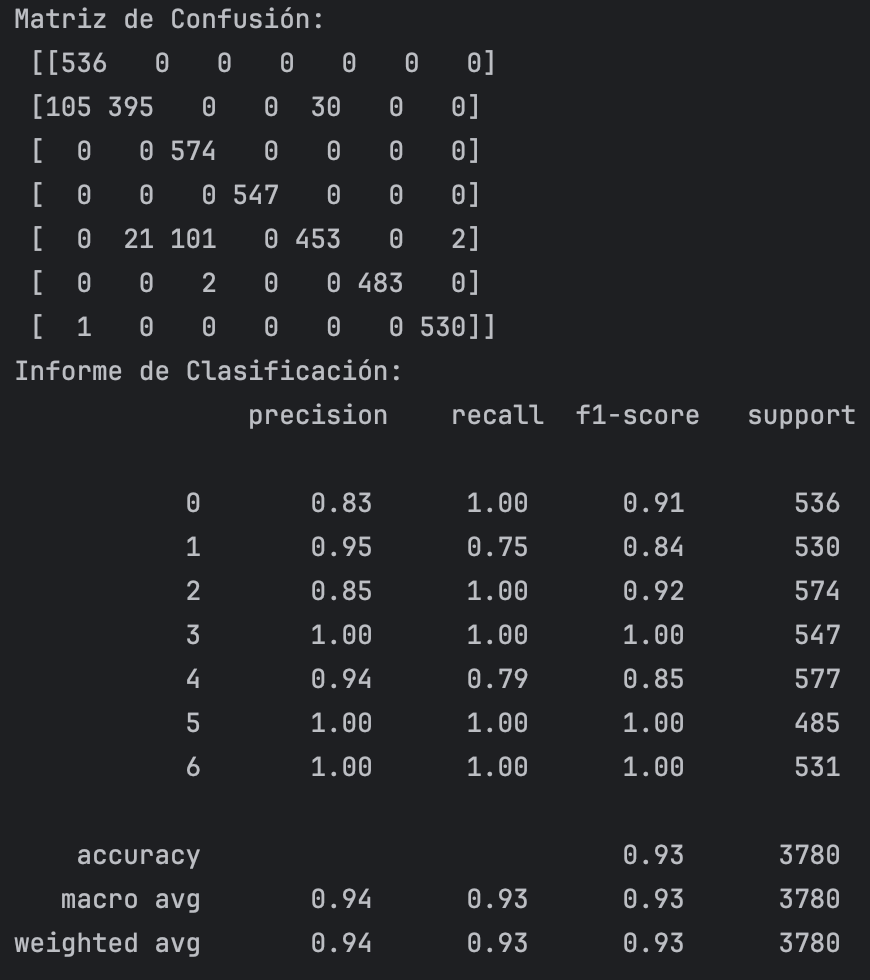 Matriz de Confusión:
 [[536   0   0   0   0   0   0]
 [105 395   0   0  30   0   0]
 [  0   0 574   0   0   0   0]
 [  0   0   0 547   0   0   0]
 [  0  21 101   0 453   0   2]
 [  0   0   2   0   0 483   0]
 [  1   0   0   0   0   0 530]]
Informe de Clasificación:
               precision    recall  f1-score   support
           0       0.83      1.00      0.91       536
           1       0.95      0.75      0.84       530
           2       0.85      1.00      0.92       574
           3       1.00      1.00      1.00       547
           4       0.94      0.79      0.85       577
           5       1.00      1.00      1.00       485
           6       1.00      1.00      1.00       531
    accuracy                           0.93      3780
   macro avg       0.94      0.93      0.93      3780
weighted avg       0.94      0.93      0.93      3780